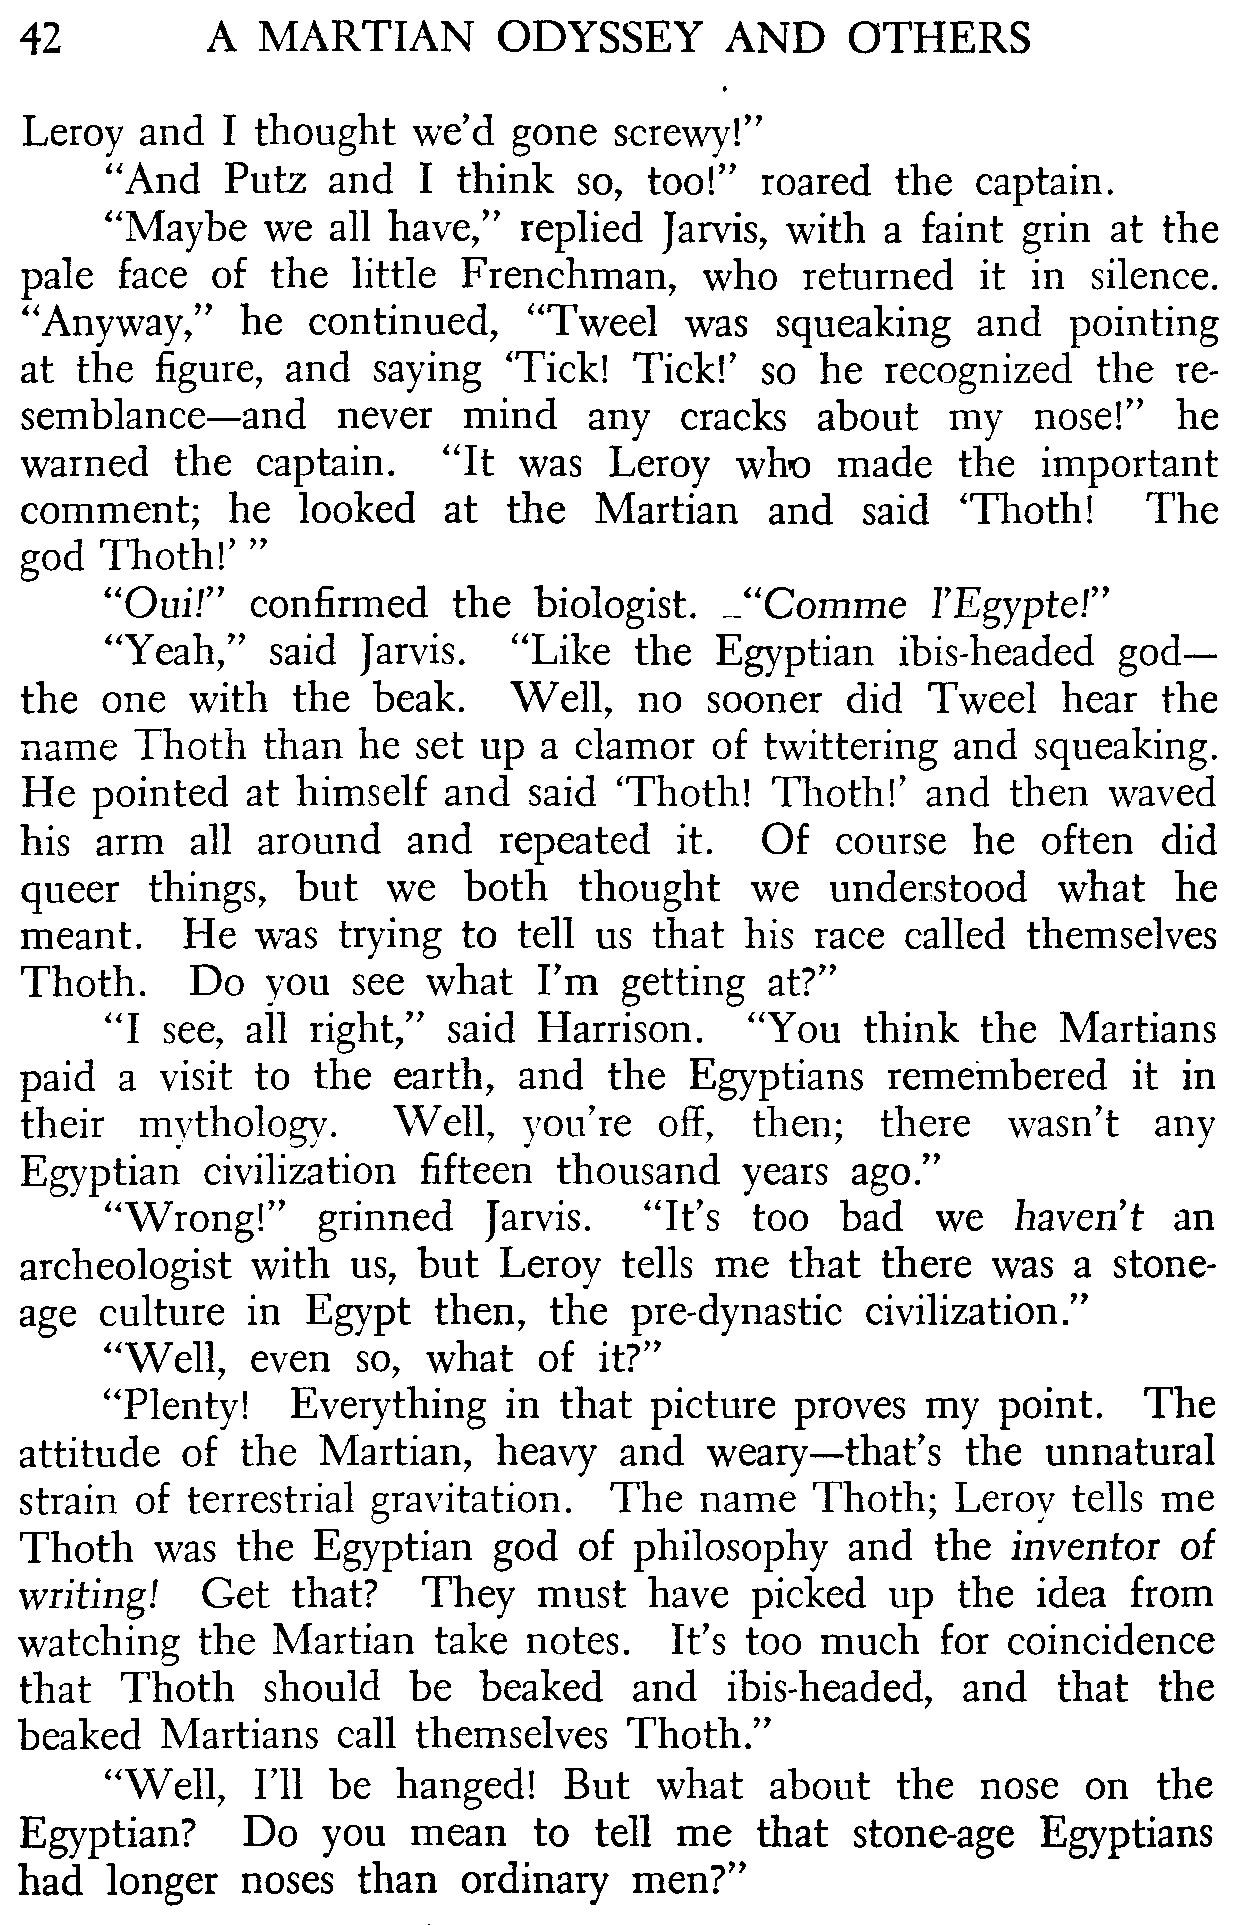 42 A MARTIAN ODYSSEY AND OTHERS
Leroy and I thought we'd gone screwy!”
“And Putz and I think so, too!” roared the captain.
“Maybe we all have,” replied Jarvis, with a faint grin at the
pale face of the little Frenchman, who returned it in silence.
“Anyway,” he continued, “Tweel was squeaking and pointing
at the figure, and saying ‘Tick! Tick!’ so he recognized the re-
semblance—and never mind any cracks about my nose!” he
warned the captain. “It was Leroy who made the important
comment; he looked at the Martian and said ‘Thoth! The
god Thoth!’ ”
“Oui!” confirmed the biologist. “Comme l'Egypte!”
“Yeah,” said Jarvis. “Like the Egyptian ibis-headed god—
the one with the beak. Well, no sooner did Tweel hear the
name Thoth than he set up a clamor of twittering and squeaking.
He pointed at himself and said ‘Thoth! Thoth!’ and then waved
his arm all around and repeated it. Of course he often did
queer things, but we both thought we understood what he
meant. He was trying to tell us that his race called themselves
Thoth. Do you see what I'm getting at?”
“I see, all right,” said Harrison. “You think the Martians
paid a visit to the earth, and the Egyptians remembered it in
their mythology. Well, you're off, then; there wasn't any
Egyptian civilization fifteen thousand years ago.”
“Wrong!” grinned Jarvis. “It's too bad we haven't an
archeologist with us, but Leroy tells me that there was a stone-
age culture in Egypt then, the pre-dynastic civilization.”
“Well, even so, what of it?”
“Plenty! Everything in that picture proves my point. The
attitude of the Martian, heavy and weary—that's the unnatural
strain of terrestrial gravitation. The name Thoth; Leroy tells me
Thoth was the Egyptian god of philosophy and the inventor of
writing! Get that? They must have picked up the idea from
watching the Martian take notes. It's too much for coincidence
that Thoth should be beaked and ibis-headed, and that the
beaked Martians call themselves Thoth.”
“Well, I'll be hanged! But what about the nose on the
Egyptian? Do you mean to tell me that stone-age Egyptians
had longer noses than ordinary men?”